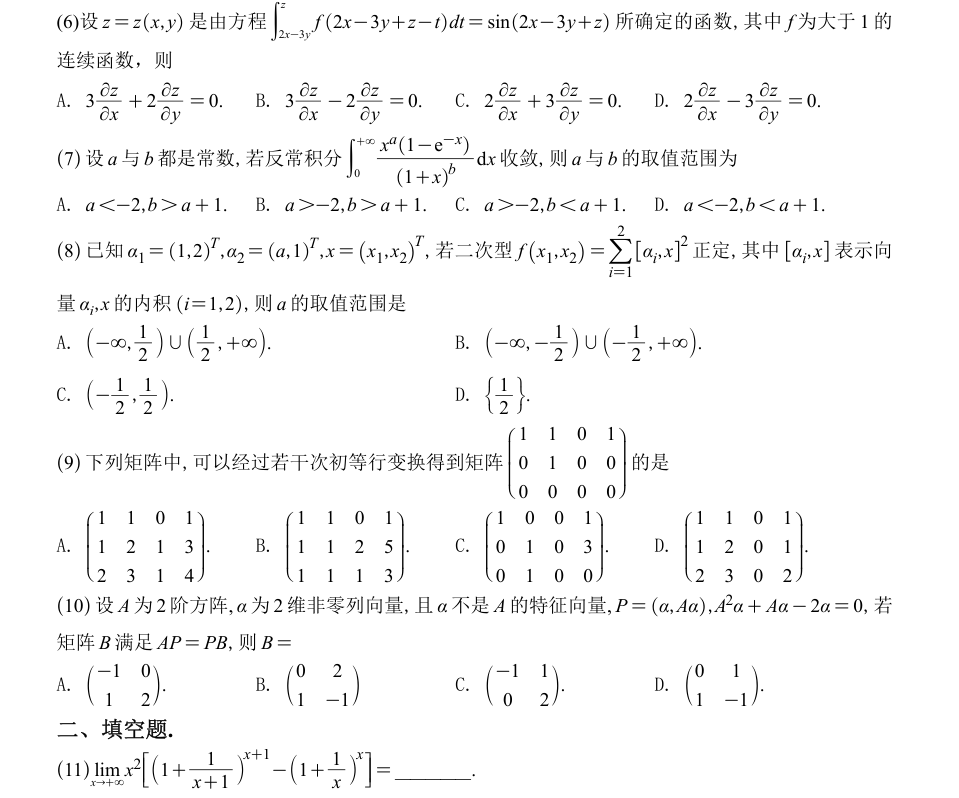 (6)设 z=z(x,y) 是由方程 ∫_{2x−3y}^{z} f(2x−3y+z−t)dt=sin(2x−3y+z) 所确定的函数, 其中 f 为大于 1 的
连续函数，则
A. 3∂z/∂x+2∂z/∂y=0. B. 3∂z/∂x−2∂z/∂y=0. C. 2∂z/∂x+3∂z/∂y=0. D. 2∂z/∂x−3∂z/∂y=0.
(7) 设 a 与 b 都是常数, 若反常积分 ∫_0^{+∞} x^a(1−e^{−x})/(1+x)^b dx 收敛, 则 a 与 b 的取值范围为
A. a<−2,b>a+1. B. a>−2,b>a+1. C. a>−2,b<a+1. D. a<−2,b<a+1.
(8) 已知 α₁=(1,2)^T,α₂=(a,1)^T,x=(x₁,x₂)^T, 若二次型 f(x₁,x₂)=∑_{i=1}^{2}[α_i,x]² 正定, 其中 [α_i,x] 表示向
量 α_i,x 的内积 (i=1,2), 则 a 的取值范围是
A. (−∞,1/2)∪(1/2,+∞). B. (−∞,−1/2)∪(−1/2,+∞).
C. (−1/2,1/2). D. {1/2}.
(9) 下列矩阵中, 可以经过若干次初等行变换得到矩阵 (1 1 0 1; 0 1 0 0; 0 0 0 0) 的是
A. (1 1 0 1; 1 2 1 3; 2 3 1 4). B. (1 1 0 1; 1 1 2 5; 1 1 1 3). C. (1 0 0 1; 0 1 0 3; 0 1 0 0). D. (1 1 0 1; 1 2 0 1; 2 3 0 2).
(10) 设 A 为 2 阶方阵, α 为 2 维非零列向量, 且 α 不是 A 的特征向量, P=(α,Aα),A²α+Aα−2α=0, 若
矩阵 B 满足 AP=PB, 则 B=
A. (−1 0; 1 2). B. (0 2; 1 −1) C. (−1 1; 0 2). D. (0 1; 1 −1).
二、填空题.
(11) lim_{x→+∞} x²[(1+1/(x+1))^{x+1}−(1+1/x)^x]=________.